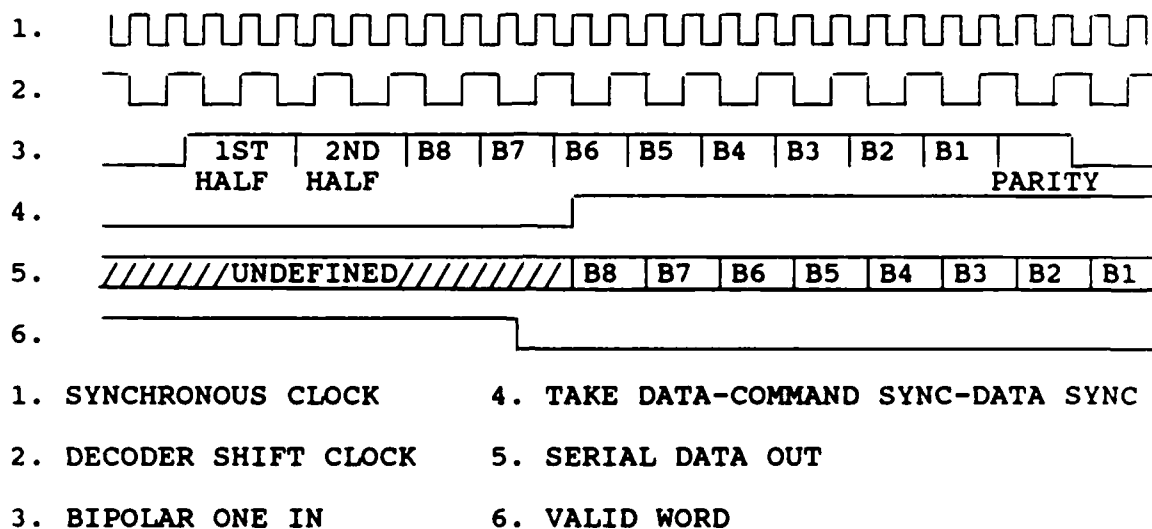 1.
2.
3. 1ST 2ND B8 B7 B6 B5 B4 B3 B2 B1
HALF HALF PARITY
4.
5. UNDEFINED B8 B7 B6 B5 B4 B3 B2 B1
6.
1. SYNCHRONOUS CLOCK 4. TAKE DATA-COMMAND SYNC-DATA SYNC
2. DECODER SHIFT CLOCK 5. SERIAL DATA OUT
3. BIPOLAR ONE IN 6. VALID WORD